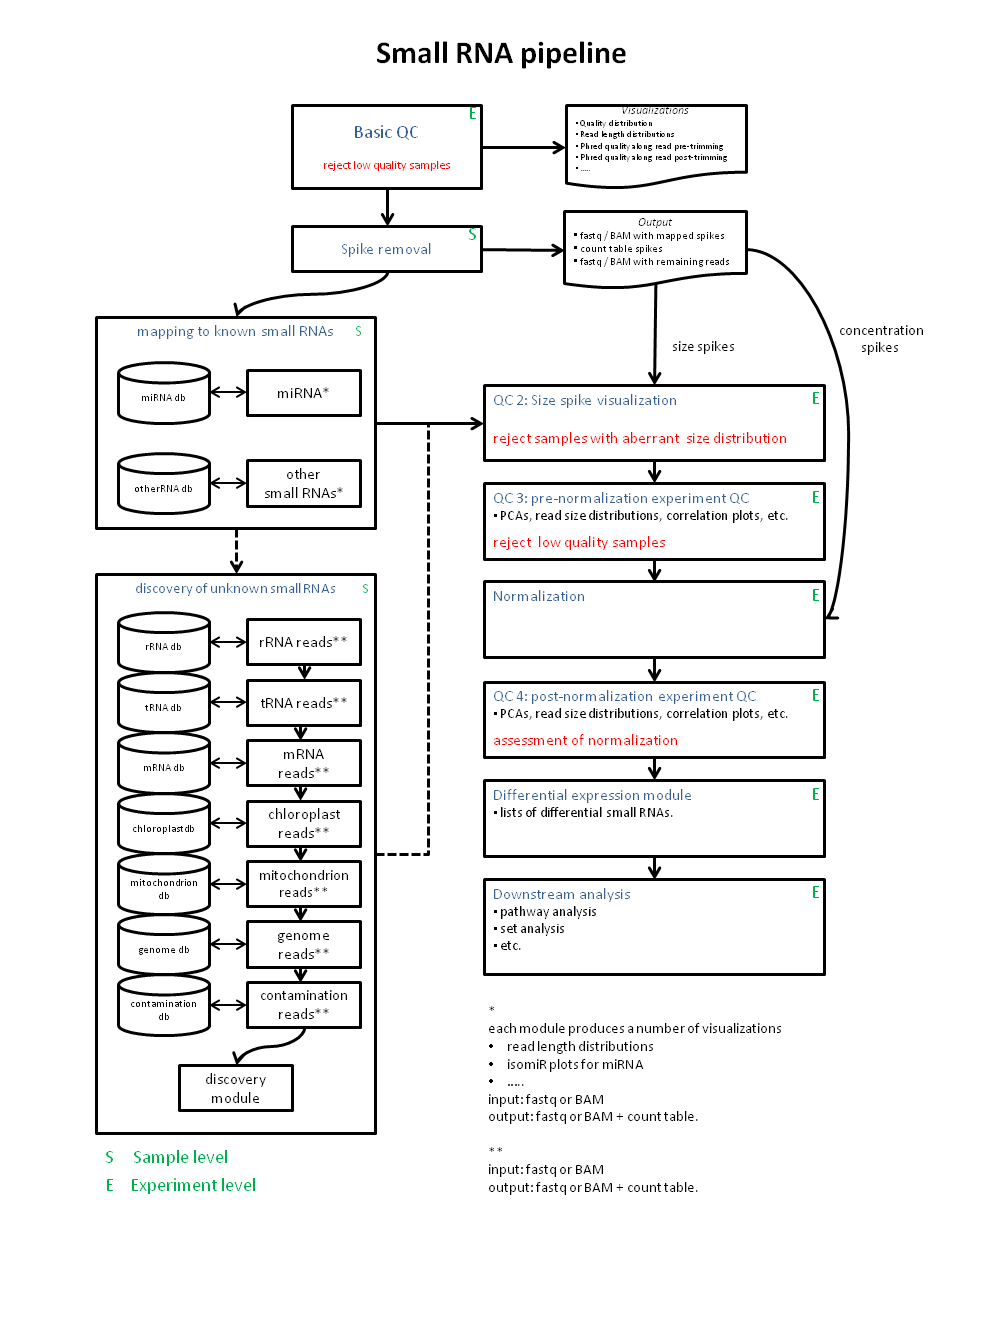 Small RNA pipeline
E
Basic QC
reject low quality samples
Visualizations
▪ Quality distribution
▪ Read length distributions
▪ Phred quality along read pre-trimming
▪ Phred quality along read post-trimming
▪ .....
S
Spike removal
Output
▪ fastq / BAM with mapped spikes
▪ count table spikes
▪ fastq / BAM with remaining reads
size spikes
concentration
spikes
mapping to known small RNAs S
miRNA db
miRNA*
otherRNA db
other
small RNAs*
discovery of unknown small RNAs S
rRNA db
rRNA reads**
tRNA db
tRNA reads**
mRNA db
mRNA
reads**
chloroplast db
chloroplast
reads**
mitochondrion
db
mitochondrion
reads**
genome db
genome
reads**
contamination
db
contamination
reads**
discovery
module
S Sample level
E Experiment level
QC 2: Size spike visualization E
reject samples with aberrant size distribution
QC 3: pre-normalization experiment QC E
▪ PCAs, read size distributions, correlation plots, etc.
reject low quality samples
Normalization E
QC 4: post-normalization experiment QC E
▪ PCAs, read size distributions, correlation plots, etc.
assessment of normalization
Differential expression module E
▪ lists of differential small RNAs.
Downstream analysis E
▪ pathway analysis
▪ set analysis
▪ etc.
*
each module produces a number of visualizations
• read length distributions
• isomiR plots for miRNA
• .....
input: fastq or BAM
output: fastq or BAM + count table.
**
input: fastq or BAM
output: fastq or BAM + count table.